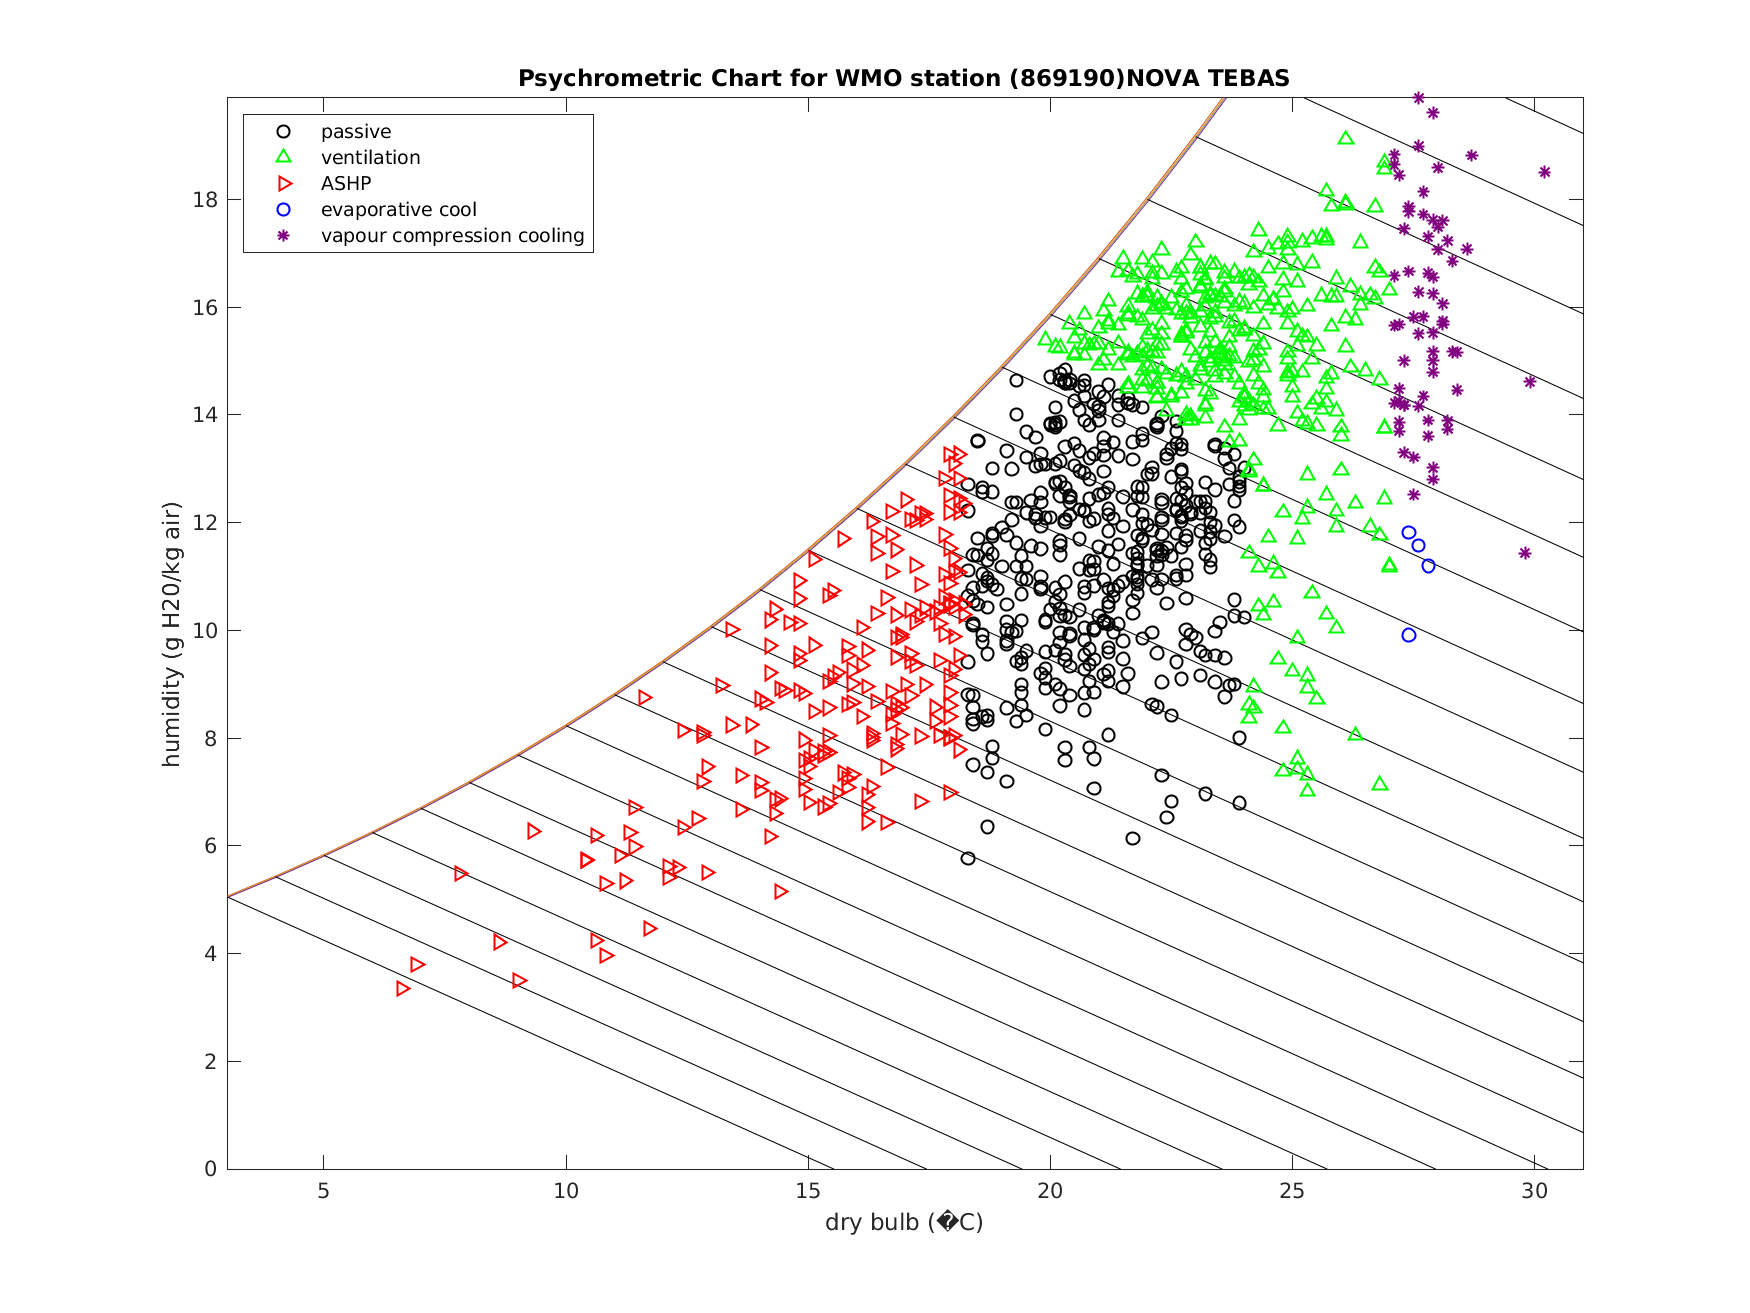 Psychrometric Chart for WMO station (869190)NOVA TEBAS
passive
ventilation
ASHP
evaporative cool
vapour compression cooling
humidity (g H20/kg air)
18
16
14
12
10
8
6
4
2
0
5 10 15 20 25 30
dry bulb (�C)